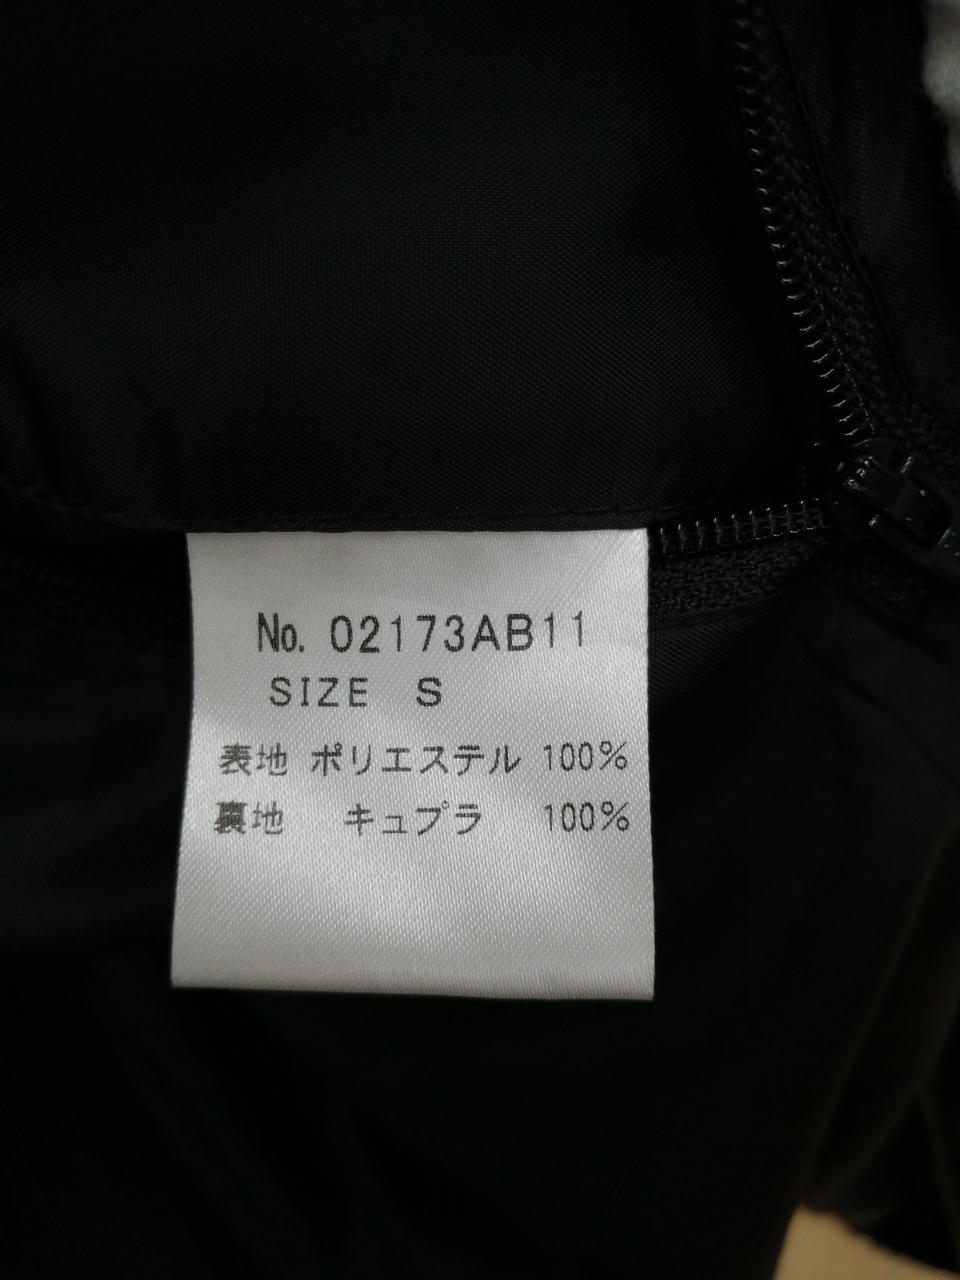 No. 02173AB11
SIZE S
表地 ポリエステル 100%
裏地 キュプラ 100%